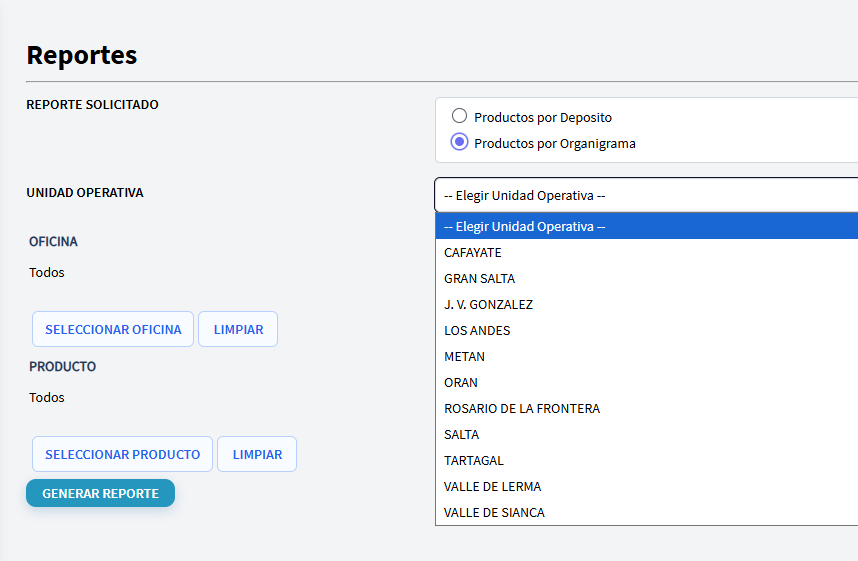 Reportes
REPORTE SOLICITADO
Productos por Deposito
Productos por Organigrama
UNIDAD OPERATIVA
-- Elegir Unidad Operativa --
-- Elegir Unidad Operativa --
CAFAYATE
GRAN SALTA
J. V. GONZALEZ
LOS ANDES
METAN
ORAN
ROSARIO DE LA FRONTERA
SALTA
TARTAGAL
VALLE DE LERMA
VALLE DE SIANCA
OFICINA
Todos
SELECCIONAR OFICINA LIMPIAR
PRODUCTO
Todos
SELECCIONAR PRODUCTO LIMPIAR
GENERAR REPORTE